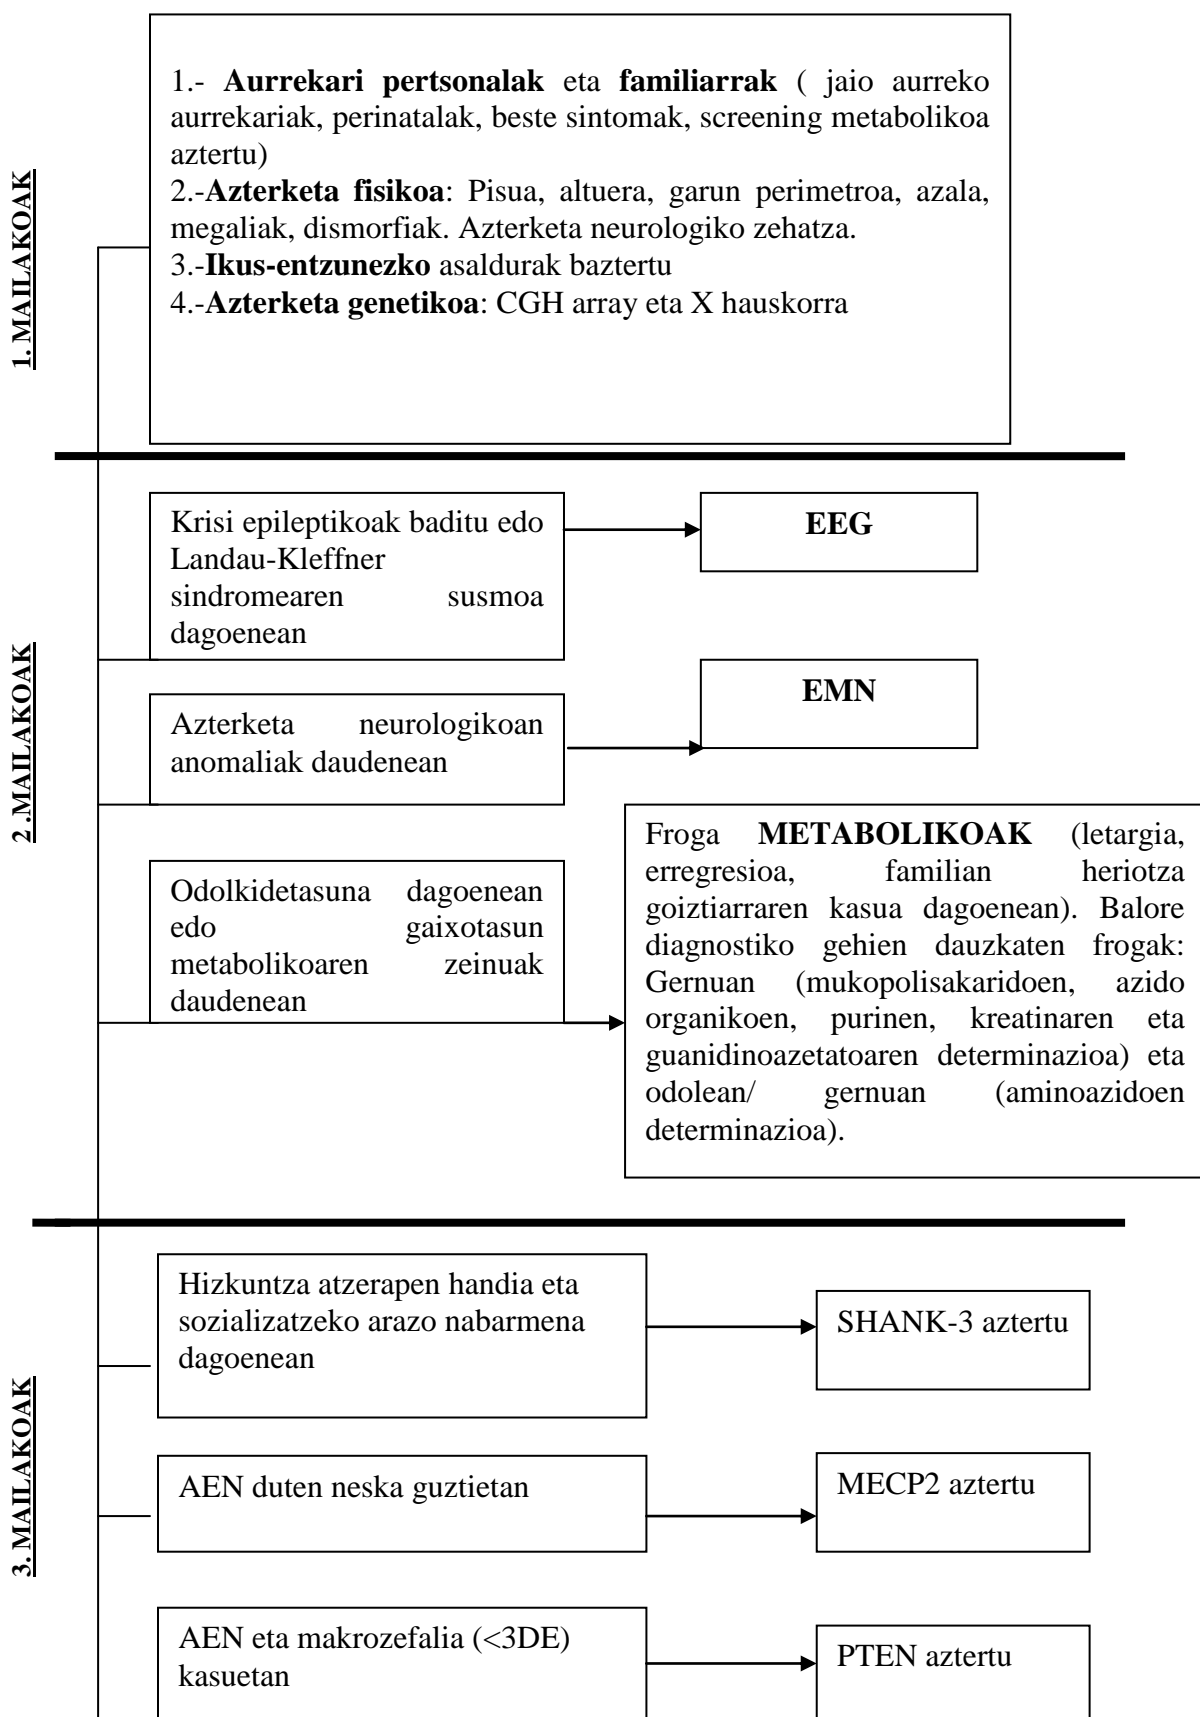 1. MAILAKOAK
1.- Aurrekari pertsonalak eta familiarrak ( jaio aurreko
aurrekariak, perinatalak, beste sintomak, screening metabolikoa
aztertu)
2.-Azterketa fisikoa: Pisua, altuera, garun perimetroa, azala,
megaliak, dismorfiak. Azterketa neurologiko zehatza.
3.-Ikus-entzunezko asaldurak baztertu
4.-Azterketa genetikoa: CGH array eta X hauskorra
2 .MAILAKOAK
Krisi epileptikoak baditu edo
Landau-Kleffner
sindromearen susmoa
dagoenean
EEG
Azterketa neurologikoan
anomaliak daudenean
EMN
Odolkidetasuna dagoenean
edo gaixotasun
metabolikoaren zeinuak
daudenean
Froga METABOLIKOAK (letargia,
erregresioa, familian heriotza
goiztiarraren kasua dagoenean). Balore
diagnostiko gehien dauzkaten frogak:
Gernuan (mukopolisakaridoen, azido
organikoen, purinen, kreatinaren eta
guanidinoazetatoaren determinazioa) eta
odolean/ gernuan (aminoazidoen
determinazioa).
3. MAILAKOAK
Hizkuntza atzerapen handia eta
sozializatzeko arazo nabarmena
dagoenean
SHANK-3 aztertu
AEN duten neska guztietan
MECP2 aztertu
AEN eta makrozefalia (<3DE)
kasuetan
PTEN aztertu